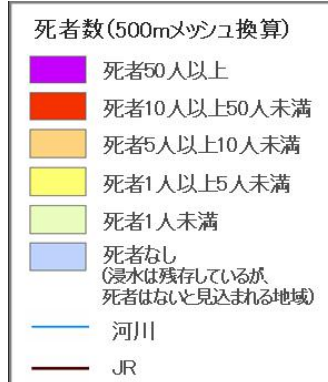 死者数(500mメッシュ換算)
死者50人以上
死者10人以上50人未満
死者5人以上10人未満
死者1人以上5人未満
死者1人未満
死者なし
(浸水は残存しているが、
死者はないと見込まれる地域)
河川
JR